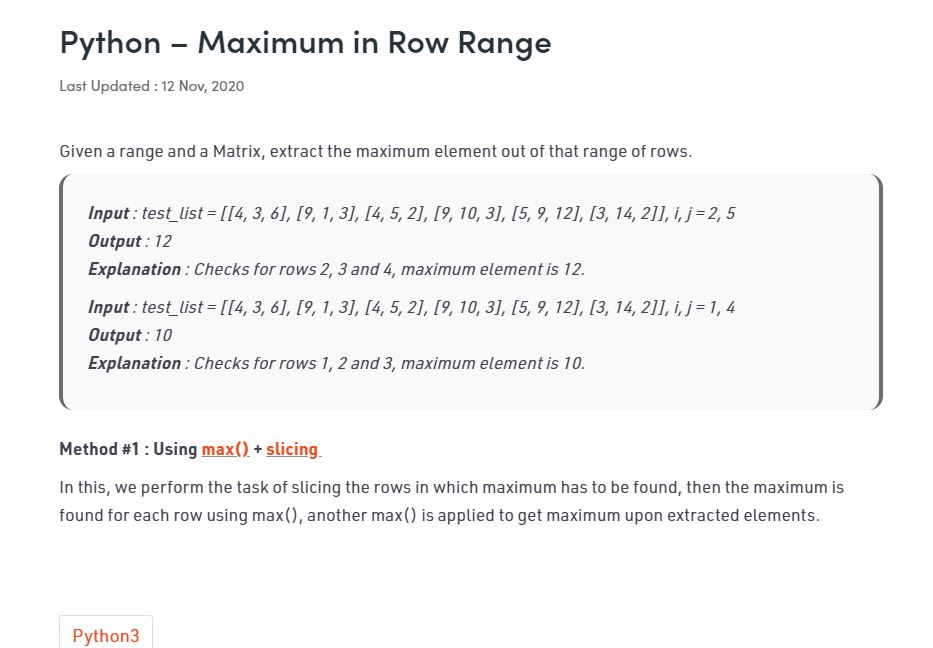 Python – Maximum in Row Range
Last Updated : 12 Nov, 2020
Given a range and a Matrix, extract the maximum element out of that range of rows.
Input : test_list = [[4, 3, 6], [9, 1, 3], [4, 5, 2], [9, 10, 3], [5, 9, 12], [3, 14, 2]], i, j = 2, 5
Output : 12
Explanation : Checks for rows 2, 3 and 4, maximum element is 12.
Input : test_list = [[4, 3, 6], [9, 1, 3], [4, 5, 2], [9, 10, 3], [5, 9, 12], [3, 14, 2]], i, j = 1, 4
Output : 10
Explanation : Checks for rows 1, 2 and 3, maximum element is 10.
Method #1 : Using max() + slicing
In this, we perform the task of slicing the rows in which maximum has to be found, then the maximum is
found for each row using max(), another max() is applied to get maximum upon extracted elements.
Python3